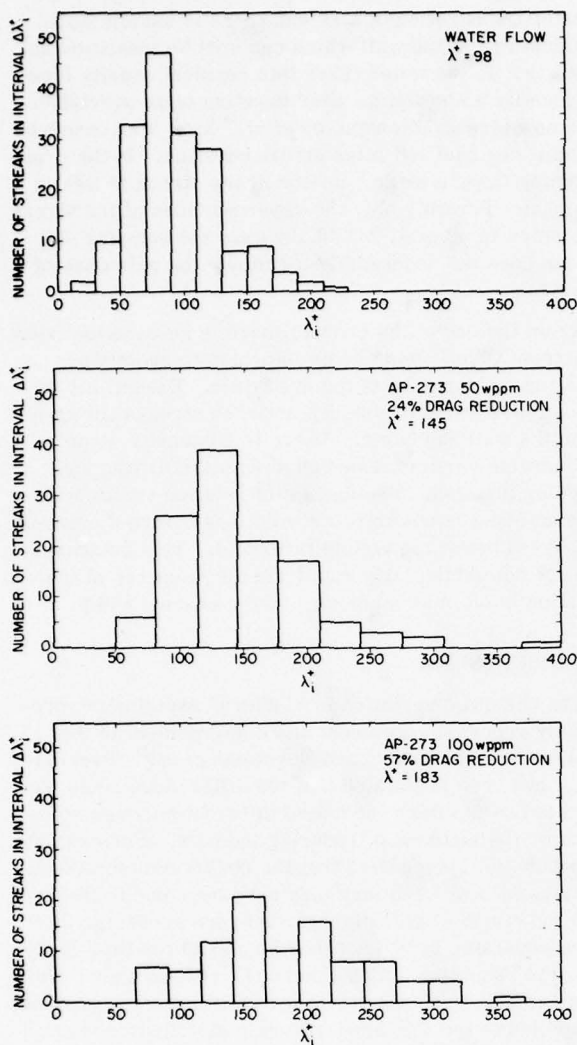 WATER FLOW
λ⁺ = 98
NUMBER OF STREAKS IN INTERVAL Δλᵢ⁺
50
40
30
20
10
0
0 50 100 150 200 250 300 350 400
λᵢ⁺
AP-273 50 wppm
24% DRAG REDUCTION
λ⁺ = 145
NUMBER OF STREAKS IN INTERVAL Δλᵢ⁺
50
40
30
20
10
0
0 50 100 150 200 250 300 350 400
λᵢ⁺
AP-273 100 wppm
57% DRAG REDUCTION
λ⁺ = 183
NUMBER OF STREAKS IN INTERVAL Δλᵢ⁺
50
40
30
20
10
0
0 50 100 150 200 250 300 350 400
λᵢ⁺